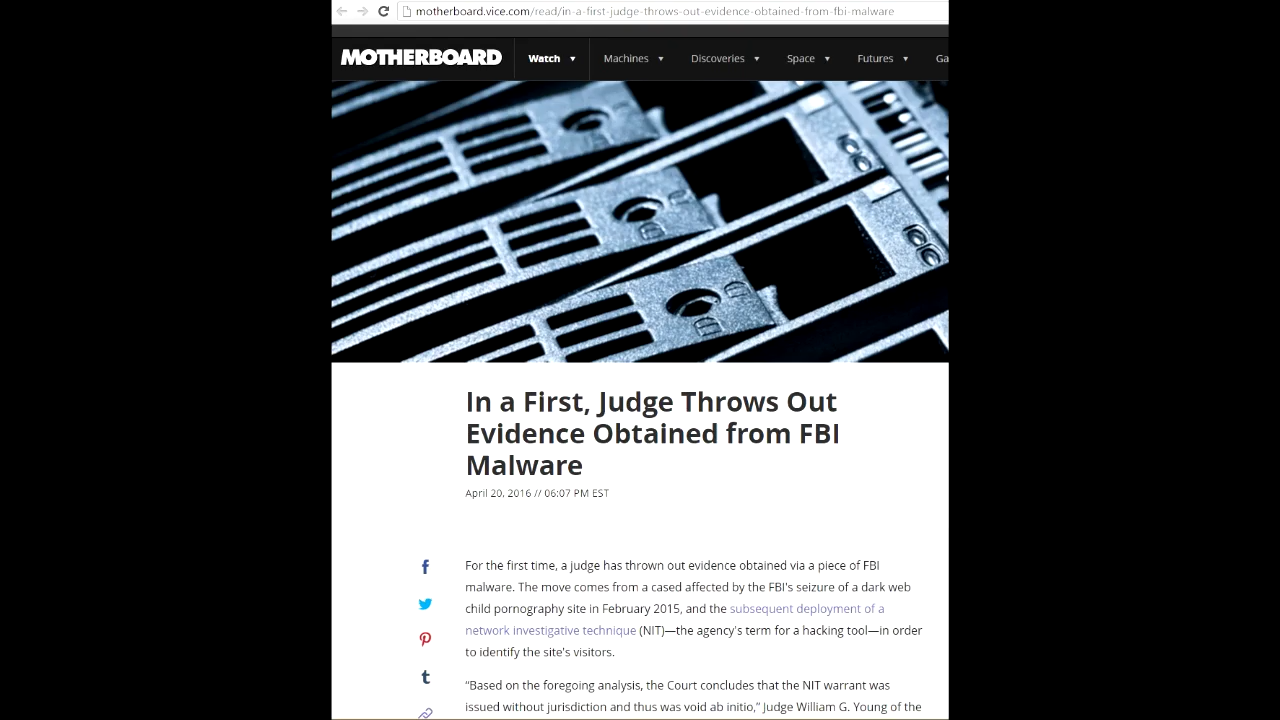 motherboard.vice.com/read/in-a-first-judge-throws-out-evidence-obtained-from-fbi-malware
MOTHERBOARD Watch Machines Discoveries Space Futures Ga
In a First, Judge Throws Out
Evidence Obtained from FBI
Malware
April 20, 2016 // 06:07 PM EST
For the first time, a judge has thrown out evidence obtained via a piece of FBI
malware. The move comes from a cased affected by the FBI's seizure of a dark web
child pornography site in February 2015, and the subsequent deployment of a
network investigative technique (NIT)—the agency's term for a hacking tool—in order
to identify the site's visitors.
“Based on the foregoing analysis, the Court concludes that the NIT warrant was
issued without jurisdiction and thus was void ab initio,” Judge William G. Young of the